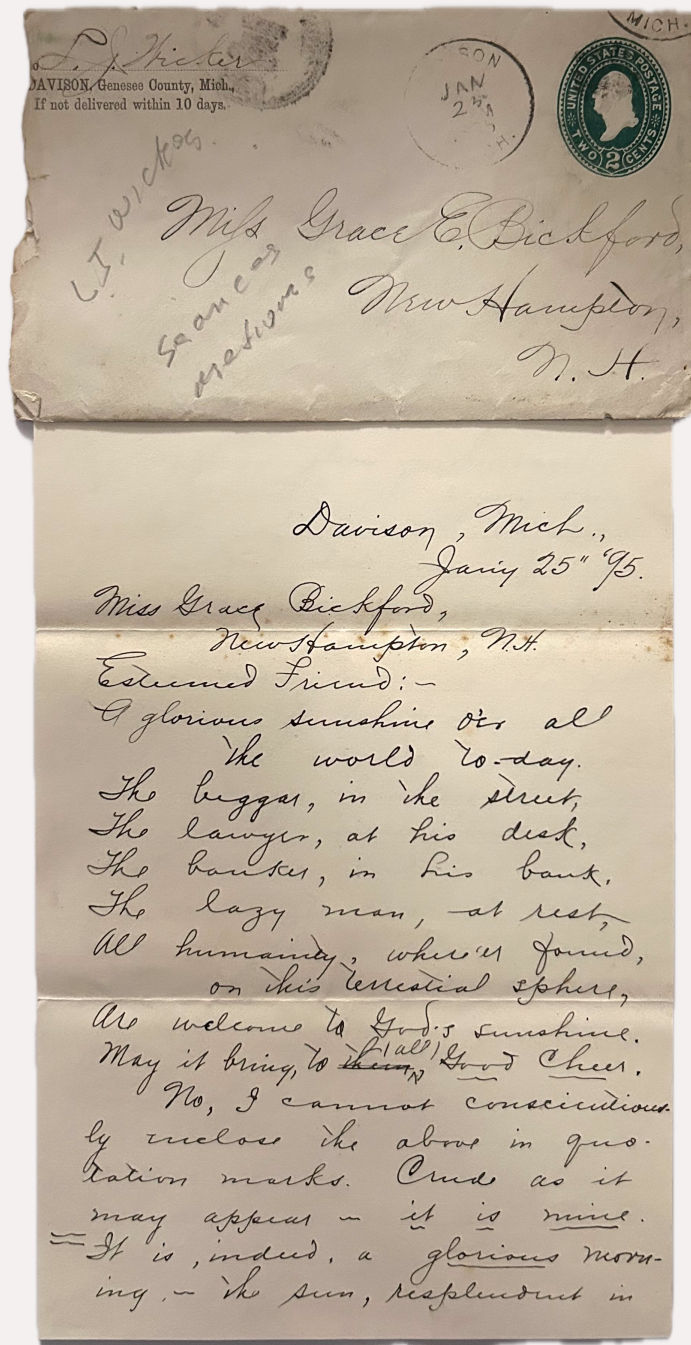 L. J. Wicker
DAVISON, Genesee County, Mich.,
If not delivered within 10 days.
MICH.
JAN
UNITED STATES POSTAGE
TWO 2 CENTS
Miss Grace E. Bickford,
New Hampton,
N. H.
L. J. Wicker
Seances
Davison, Mich.,
Jan'y 25" '95.
Miss Grace Bickford,
New Hampton, N.H.
Esteemed Friend:-
A glorious sunshine o'er all
the world to-day.
The beggar, in the street,
The lawyer, at his desk,
The banker, in his bank,
The lazy man, at rest,
All humanity, where'er found,
on this terrestial sphere,
Are welcome to God's sunshine.
May it bring, to them (all) Good Cheer.
No, I cannot conscientious-
ly inclose the above in quo-
tation marks. Crude as it
may appear - it is mine.
It is, indeed, a glorious morn-
ing, - the sun, resplendent in